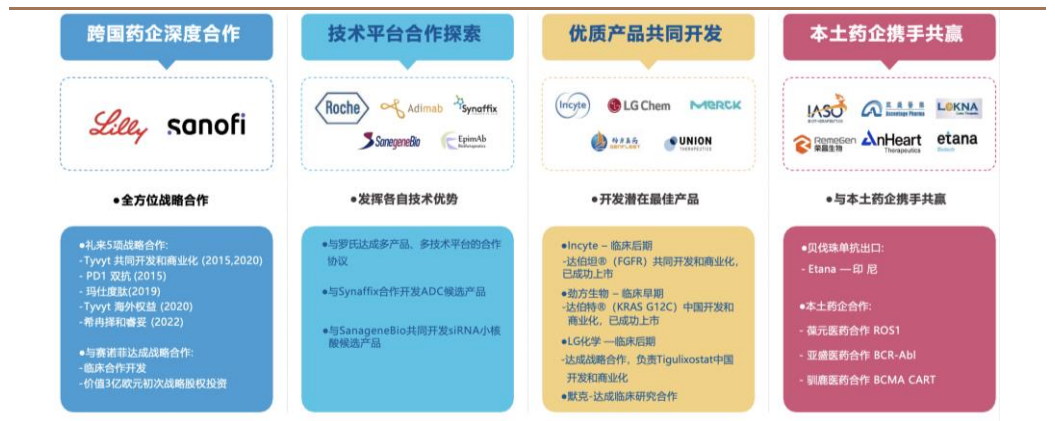 跨国药企深度合作
Lilly
sanofi
●全方位战略合作
●礼来5项战略合作:
-Tyvyt 共同开发和商业化 (2015,2020)
- PD1 双抗 (2015)
- 玛仕度肽(2019)
-Tyvyt 海外权益 (2020)
-希冉择和睿妥 (2022)
●与赛诺菲达成战略合作:
-临床合作开发
-价值3亿欧元初次战略股权投资
技术平台合作探索
Roche
Adimab
Synaffix
SanegeneBio
EpimAb
●发挥各自技术优势
●与罗氏达成多产品、多技术平台的合作
协议
●与Synaffix合作开发ADC候选产品
●与SanageneBio共同开发siRNA小核
酸候选产品
优质产品共同开发
Incyte
LG Chem
MERCK
劲方医药
GENFLEET
UNION
THERAPEUTICS
●开发潜在最佳产品
●Incyte – 临床后期
-达伯坦®（FGFR）共同开发和商业化,
已成功上市
●劲方生物 – 临床早期
-达伯特®（KRAS G12C）中国开发和
商业化，已成功上市
●LG化学 —临床后期
-达成战略合作，负责Tigulixostat中国
开发和商业化
●默克-达成临床研究合作
本土药企携手共赢
IASO
Ascentage Pharma
LOKNA
RemeGen
荣昌生物
AnHeart
Therapeutics
etana
Biotech
●与本土药企携手共赢
●贝伐珠单抗出口:
- Etana —印 尼
●本土药企合作:
- 葆元医药合作 ROS1
- 亚盛医药合作 BCR-Abl
- 驯鹿医药合作 BCMA CART